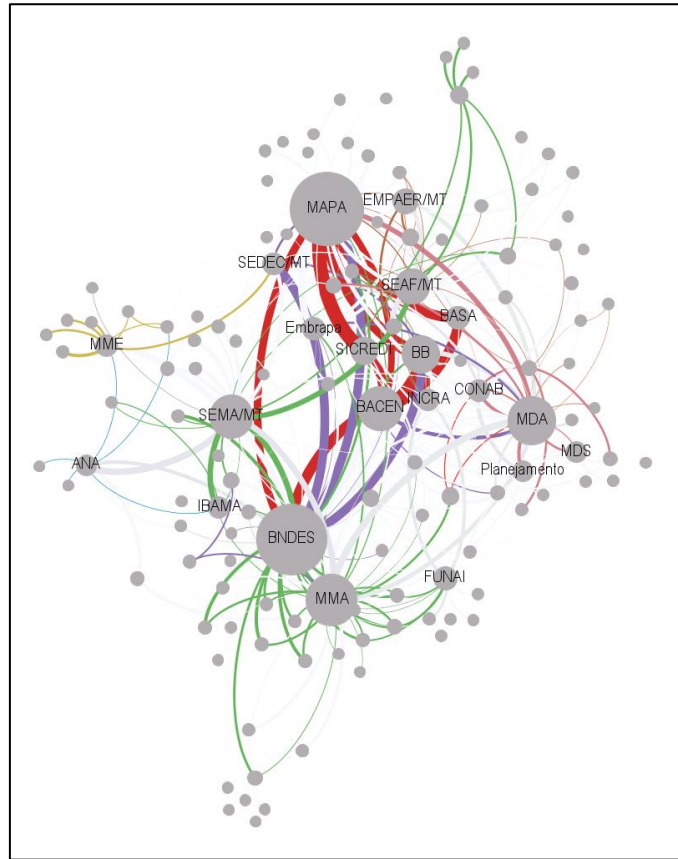 MAPA
EMPAER/MT
SEDEC/MT
SEAF/MT
Embrapa
BASA
MME
SICREDI
BB
CONAB
INCRA
BACEN
SEMA/MT
MDA
MDS
ANA
Planejamento
IBAMA
BNDES
FUNAI
MMA